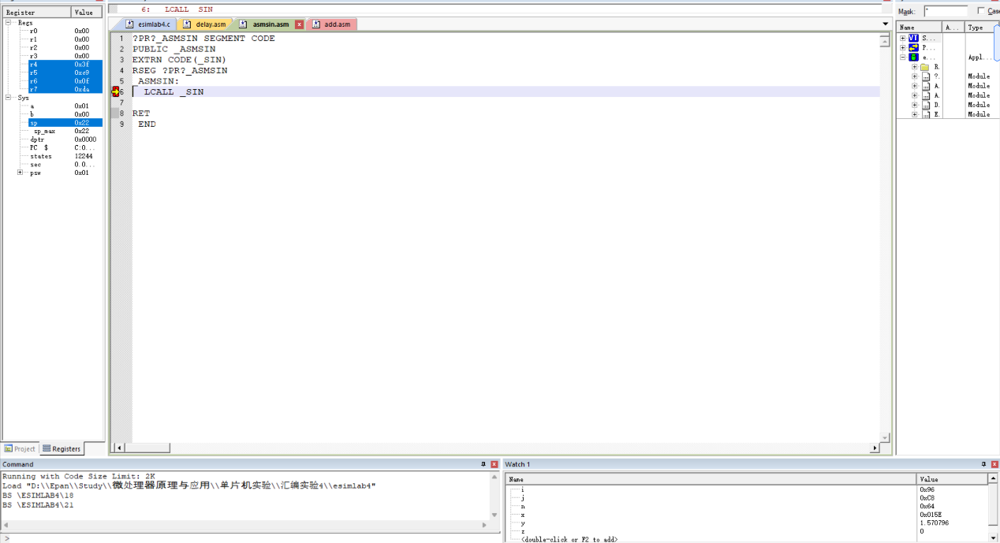 Register Value
Regs
r0 0x00
r1 0x00
r2 0x00
r3 0x00
r4 0x3f
r5 0xc9
r6 0x0f
r7 0xda
Sys
a 0x01
b 0x00
sp 0x22
sp_max 0x22
dptr 0x0000
PC $ C:0...
states 12244
sec 0.0...
psw 0x01
Project Registers
6: LCALL _SIN
esimlab4.c delay.asm asmsin.asm add.asm
1 ?PR?_ASMSIN SEGMENT CODE
2 PUBLIC _ASMSIN
3 EXTRN CODE(_SIN)
4 RSEG ?PR?_ASMSIN
5 _ASMSIN:
6 LCALL _SIN
7
8 RET
9 END
Mask: * Case
Name A... Type
S...
P...
e... Appl...
R.
?. Module
A. Module
A. Module
D. Module
E. Module
Command
Running with Code Size Limit: 2K
Load "D:\\Epan\\Study\\微处理器原理与应用\\单片机实验\\汇编实验4\\esimlab4"
BS \ESIMLAB4\18
BS \ESIMLAB4\21
>
Watch 1
Name Value
i 0x96
j 0xC8
n 0x64
x 0x015E
y 1.570796
z 0
<double-click or F2 to add>